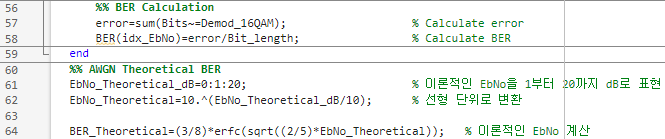 56 %% BER Calculation
57 error=sum(Bits~=Demod_16QAM); % Calculate error
58 BER(idx_EbNo)=error/Bit_length; % Calculate BER
59 end
60 %% AWGN Theoretical BER
61 EbNo_Theoretical_dB=0:1:20; % 이론적인 EbNo을 1부터 20까지 dB로 표현
62 EbNo_Theoretical=10.^(EbNo_Theoretical_dB/10); % 선형 단위로 변환
63
64 BER_Theoretical=(3/8)*erfc(sqrt((2/5)*EbNo_Theoretical)); % 이론적인 EbNo 계산